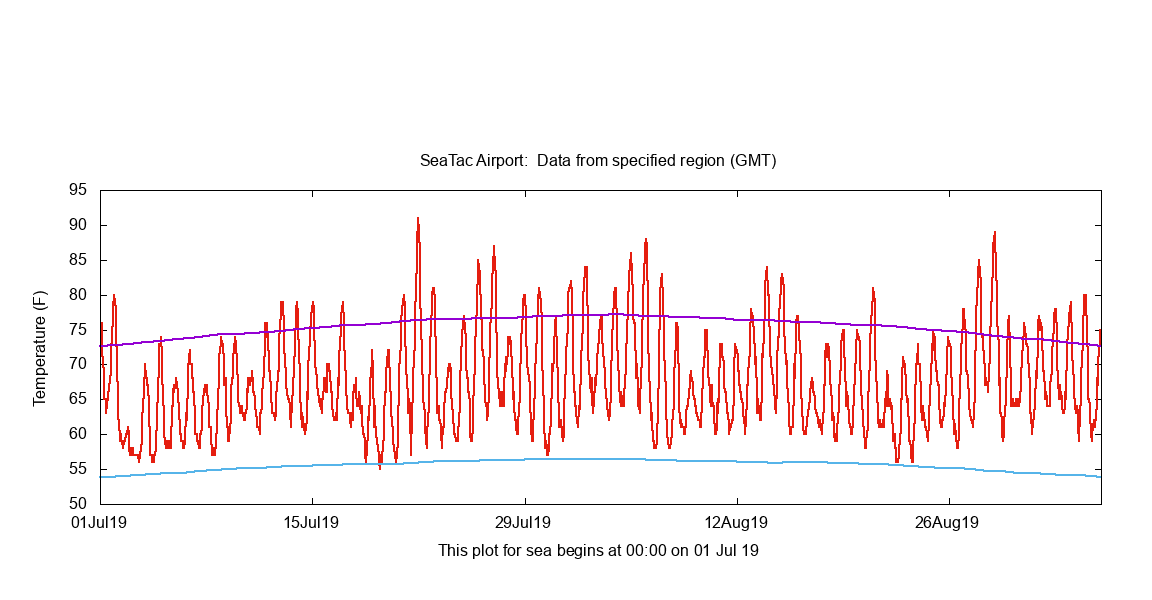 SeaTac Airport:  Data from specified region (GMT)
95
90
85
80
75
70
65
60
55
50
Temperature (F)
01Jul19 15Jul19 29Jul19 12Aug19 26Aug19
This plot for sea begins at 00:00 on 01 Jul 19